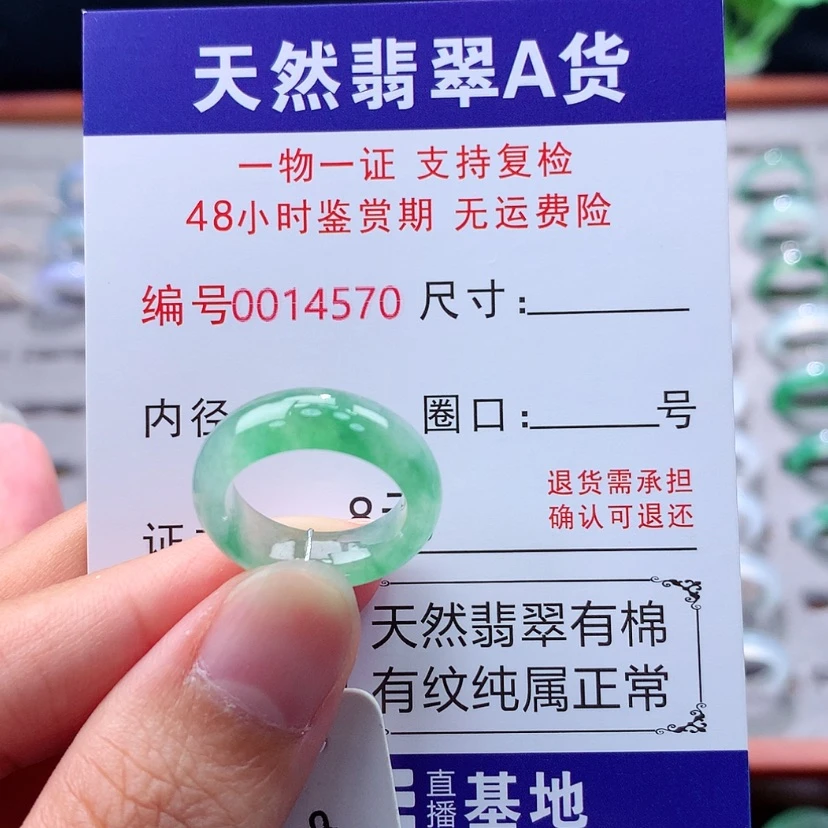 天然翡翠A货
一物一证 支持复检
48小时鉴赏期 无运费险
编号0014570 尺寸:
内径 圈口: 号
退货需承担
确认可退还
证
天然翡翠有棉
有纹纯属正常
直播基地